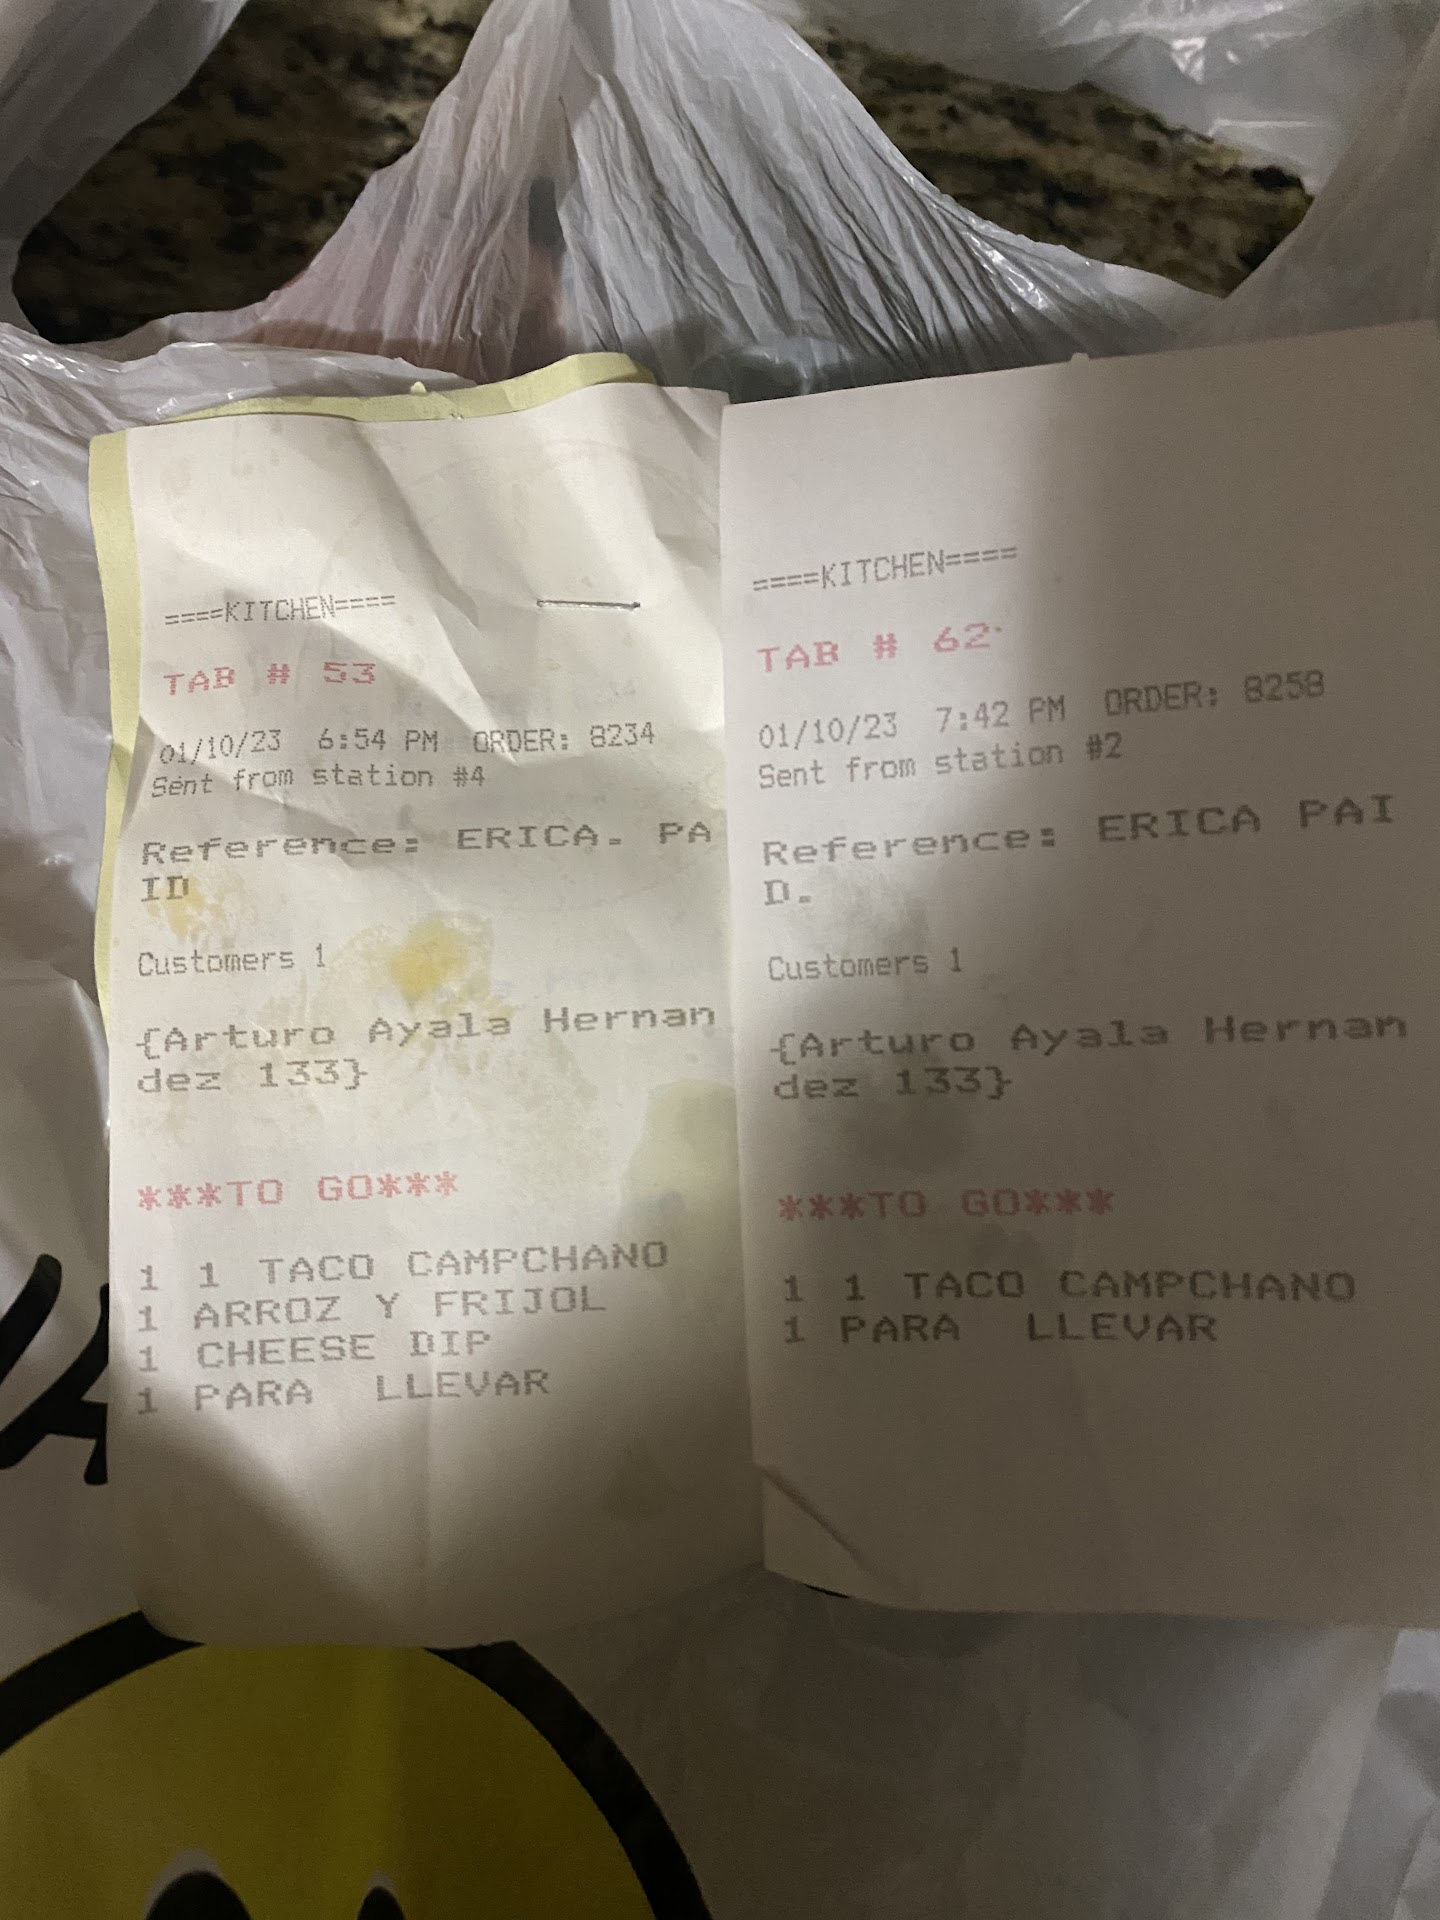 ====KITCHEN====
TAB # 53
01/10/23 6:54 PM ORDER: 8234
Sent from station #4
Reference: ERICA. PA
ID
Customers 1
{Arturo Ayala Hernan
dez 133}
***TO GO***
1 1 TACO CAMPCHANO
1 ARROZ Y FRIJOL
1 CHEESE DIP
1 PARA LLEVAR
====KITCHEN====
TAB # 62
01/10/23 7:42 PM ORDER: 8258
Sent from station #2
Reference: ERICA PAI
D.
Customers 1
{Arturo Ayala Hernan
dez 133}
***TO GO***
1 1 TACO CAMPCHANO
1 PARA LLEVAR